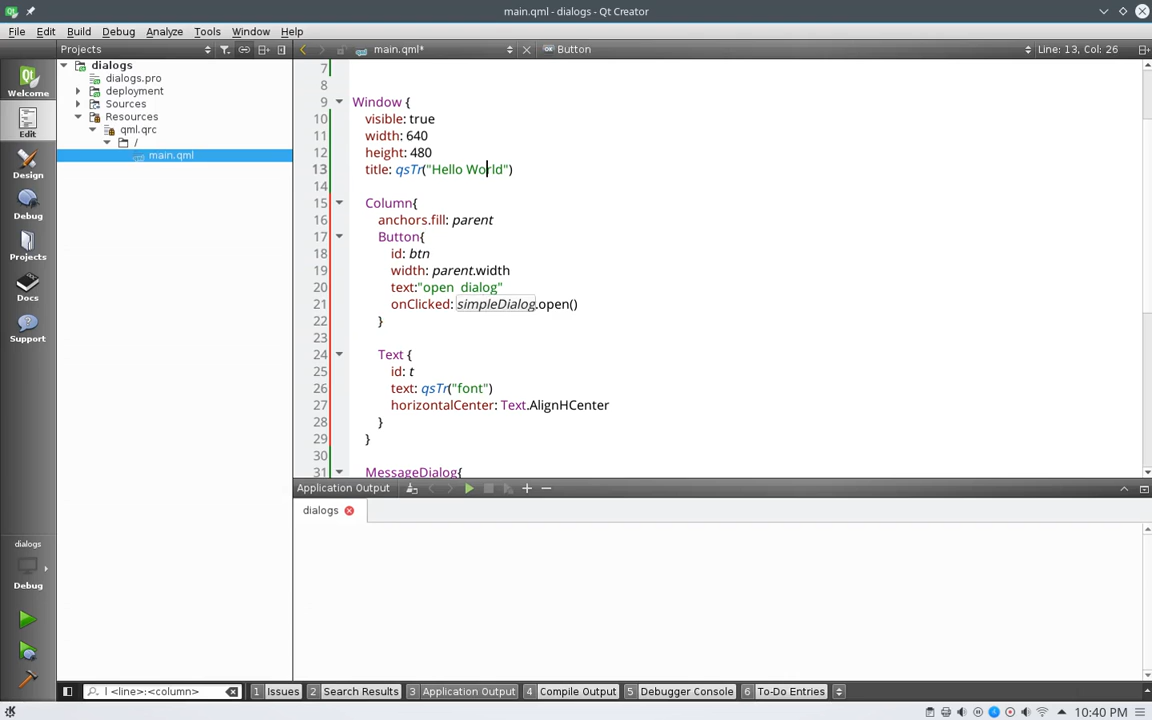 main.qml - dialogs - Qt Creator
File Edit Build Debug Analyze Tools Window Help
Projects main.qml* Button Line: 13, Col: 26
Welcome
Edit
Design
Debug
Projects
Docs
Support
dialogs
Debug
dialogs
dialogs.pro
deployment
Sources
Resources
qml.qrc
/
main.qml
7
8
9 Window {
10 visible: true
11 width: 640
12 height: 480
13 title: qsTr("Hello World")
14
15 Column{
16 anchors.fill: parent
17 Button{
18 id: btn
19 width: parent.width
20 text:"open  dialog"
21 onClicked: simpleDialog.open()
22 }
23
24 Text {
25 id: t
26 text: qsTr("font")
27 horizontalCenter: Text.AlignHCenter
28 }
29 }
30
31 MessageDialog{
Application Output
dialogs
l <line>:<column> 1 Issues 2 Search Results 3 Application Output 4 Compile Output 5 Debugger Console 6 To-Do Entries
10:40 PM